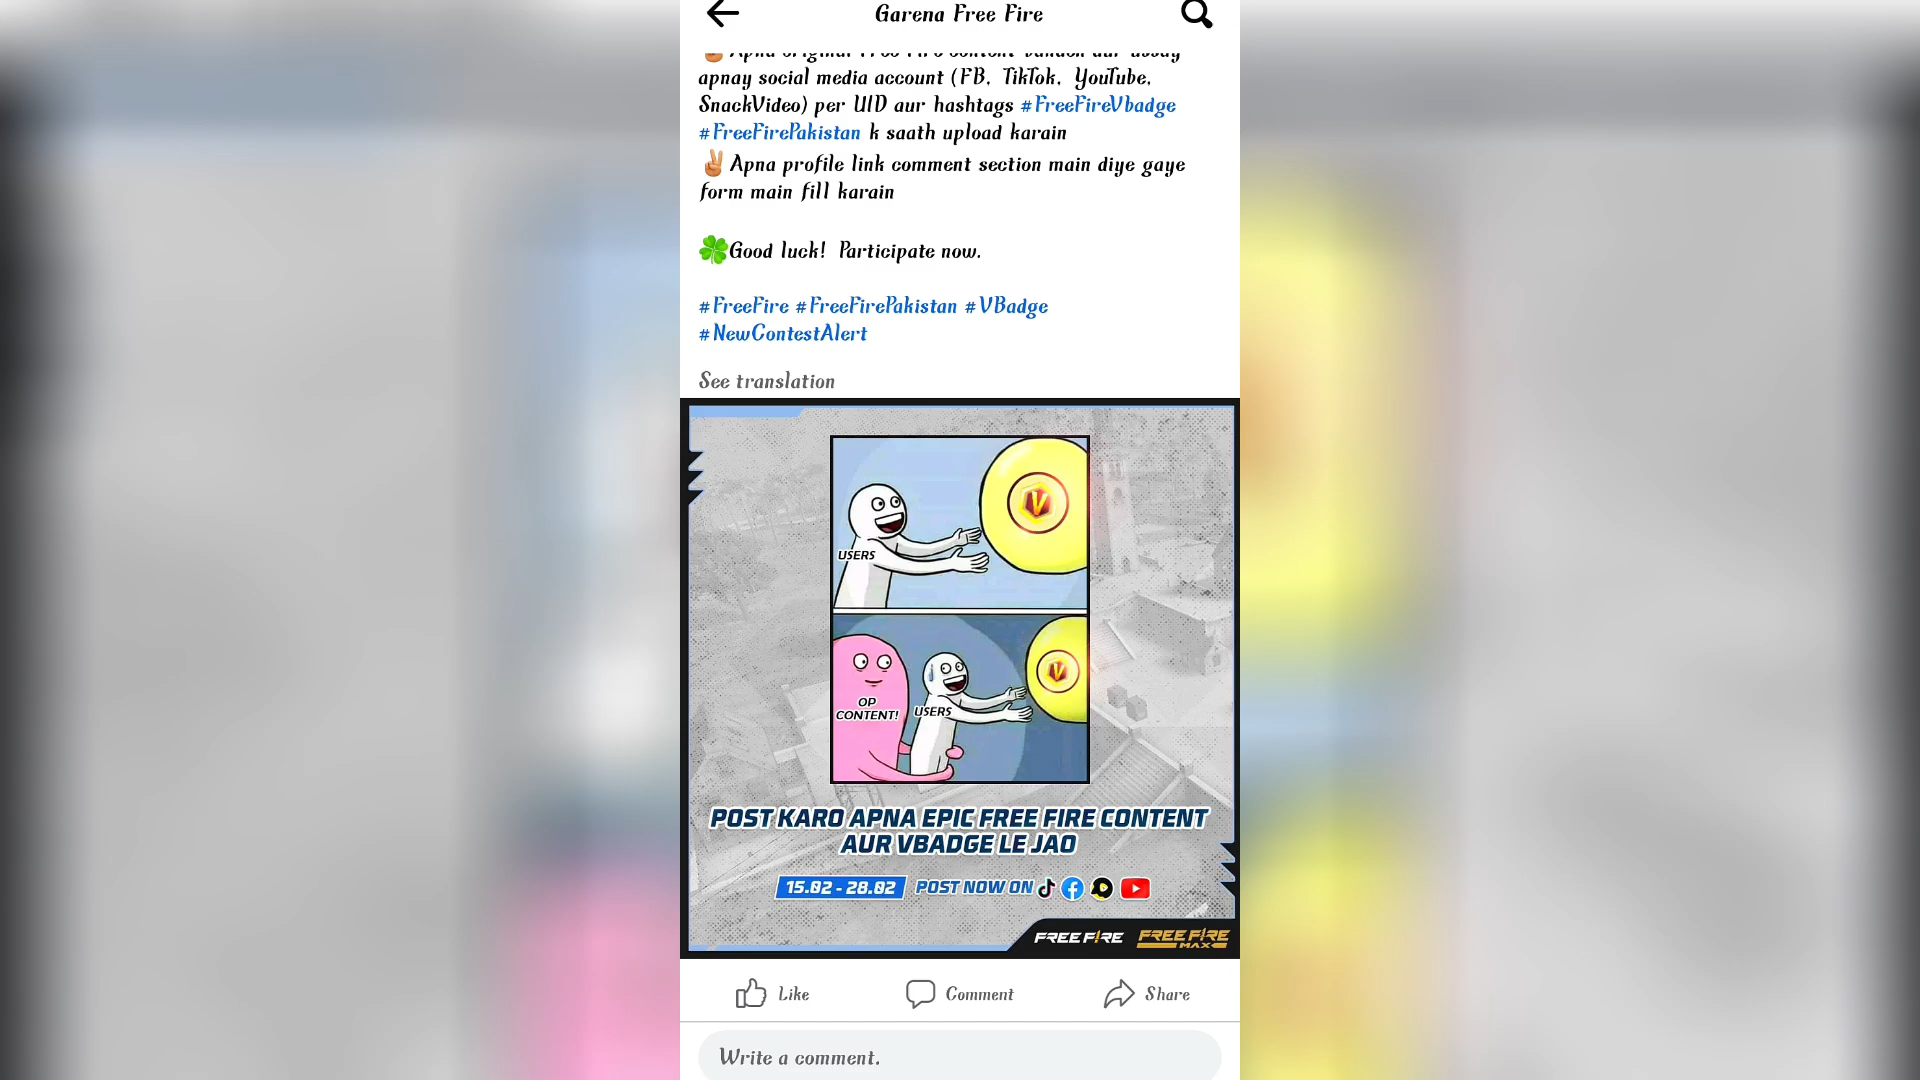 Garena Free Fire
apnay social media account (FB, TikTok, YouTube,
SnackVideo) per UID aur hashtags #FreeFireVbadge
#FreeFirePakistan k saath upload karain
✌Apna profile link comment section main diye gaye
form main fill karain
🍀Good luck! Participate now.
#FreeFire #FreeFirePakistan #VBadge
#NewContestAlert
See translation
V
USERS
V
OP
CONTENT!
USERS
POST KARO APNA EPIC FREE FIRE CONTENT
AUR VBADGE LE JAO
15.02 - 28.02 POST NOW ON
FREE FIRE FREE FIRE
MAX
Like Comment Share
Write a comment.